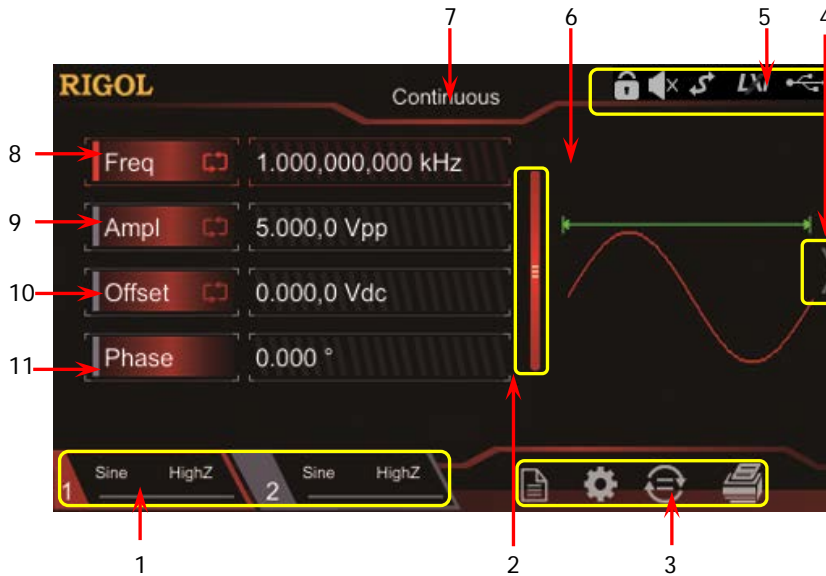 7 6 5 4
RIGOL
Continuous
LXI
8 Freq 1.000,000,000 kHz
9 Ampl 5.000,0 Vpp
10 Offset 0.000,0 Vdc
11 Phase 0.000 °
1 Sine HighZ 2 Sine HighZ
1 2 3